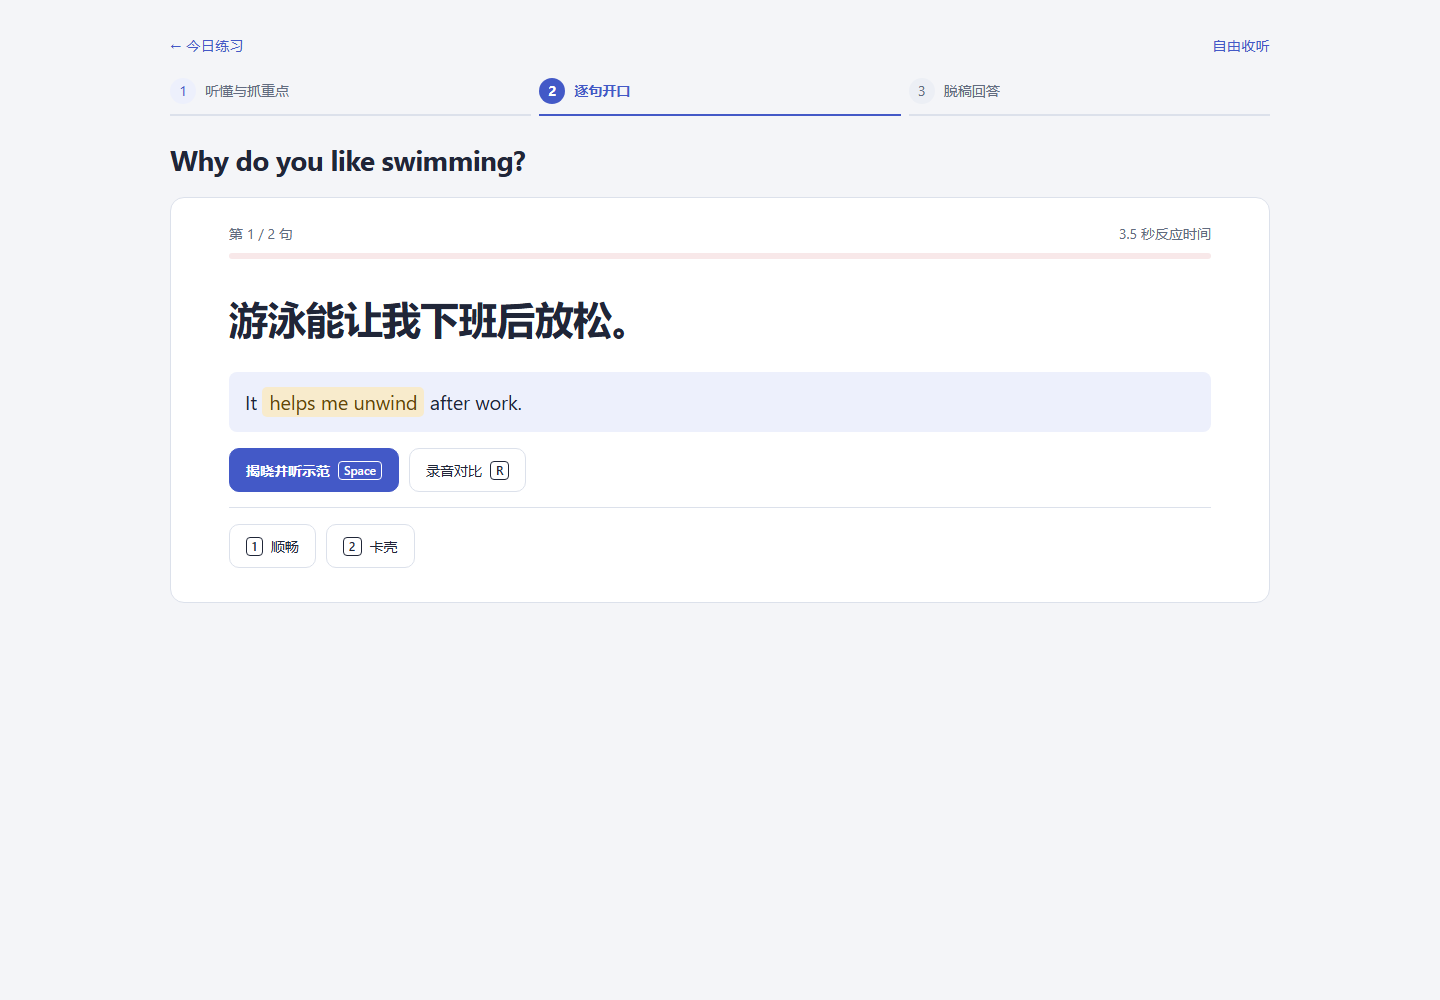 ← 今日练习
自由收听
1 听懂与抓重点
2 逐句开口
3 脱稿回答
Why do you like swimming?
第 1 / 2 句
3.5 秒反应时间
游泳能让我下班后放松。
It helps me unwind after work.
揭晓并听示范 Space
录音对比 R
1 顺畅
2 卡壳